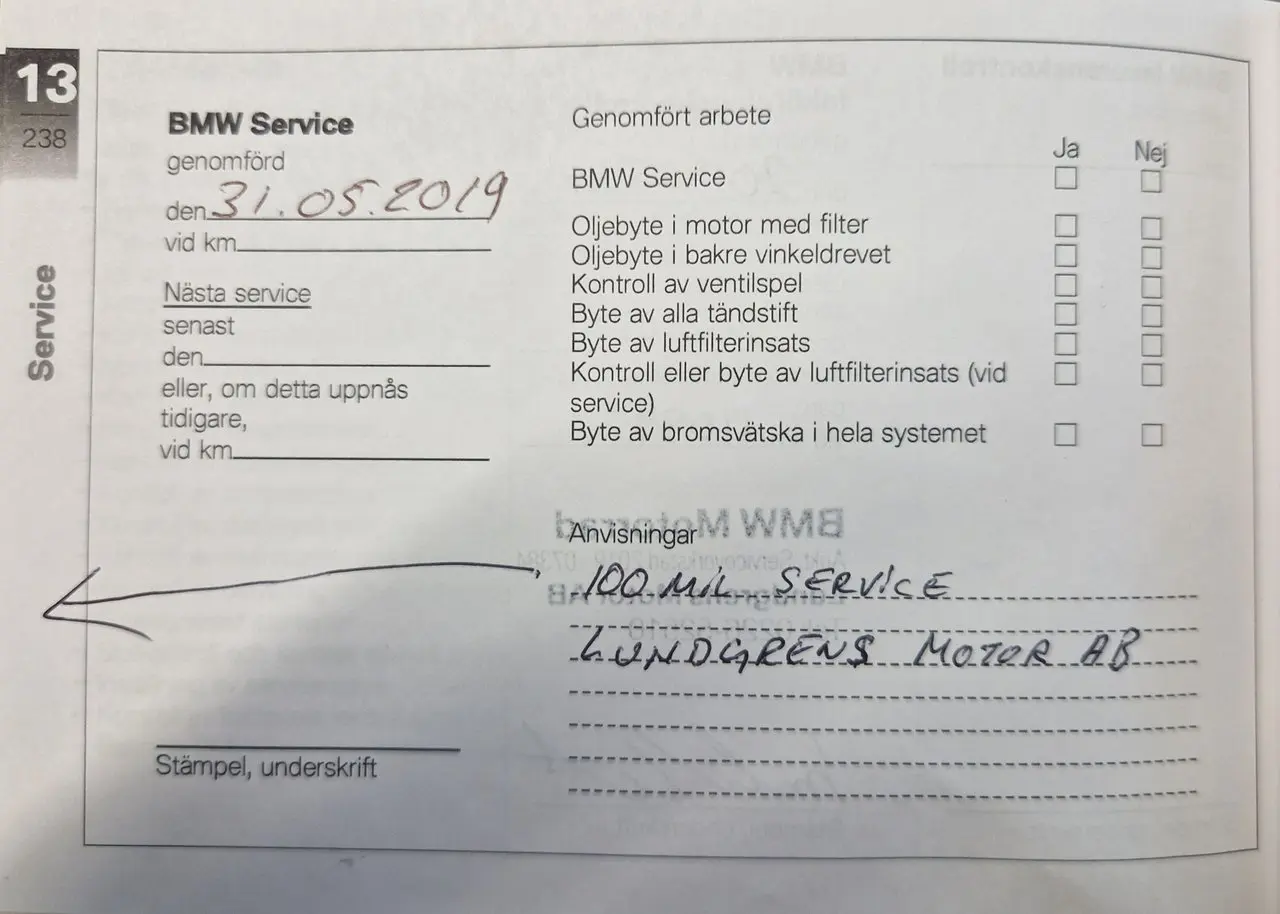 13
238
Service
BMW Service
genomförd
den 31.05.2019
vid km
Nästa service
senast
den
eller, om detta uppnås
tidigare,
vid km
Stämpel, underskrift
Genomfört arbete
Ja Nej
BMW Service
Oljebyte i motor med filter
Oljebyte i bakre vinkeldrevet
Kontroll av ventilspel
Byte av alla tändstift
Byte av luftfilterinsats
Kontroll eller byte av luftfilterinsats (vid
service)
Byte av bromsvätska i hela systemet
Anvisningar
100 MIL SERVICE
LUNDGRENS MOTOR AB